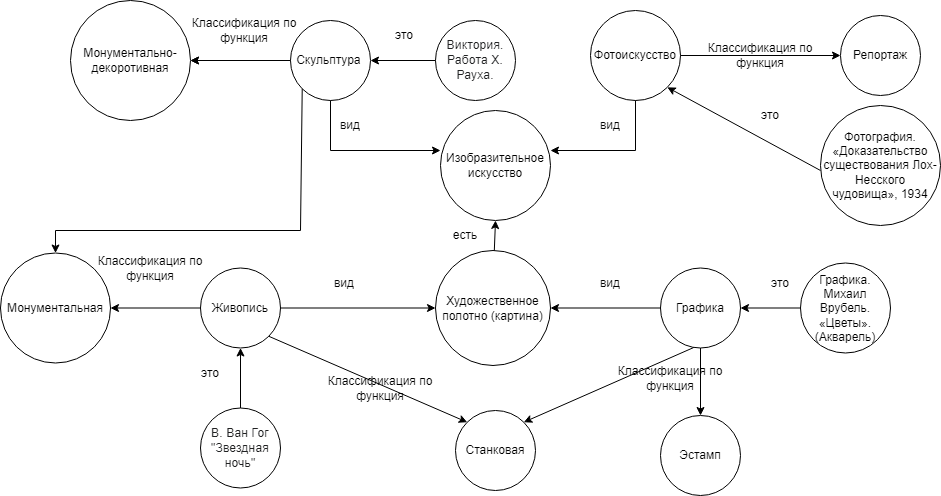 Классификация по
функция
это
Монументально-
декоротивная
Скульптура
Виктория.
Работа Х.
Рауха.
Фотоискусство
Классификация по
функция
Репортаж
вид
вид
это
Изобразительное
искусство
Фотография.
«Доказательство
существования Лох-
Несского
чудовища», 1934
есть
Классификация по
функция
Монументальная
Живопись
вид
Художественное
полотно (картина)
вид
Графика
это
Графика.
Михаил
Врубель.
«Цветы».
(Акварель)
это
Классификация по
функция
Классификация по
функция
В. Ван Гог
"Звездная
ночь"
Станковая
Эстамп